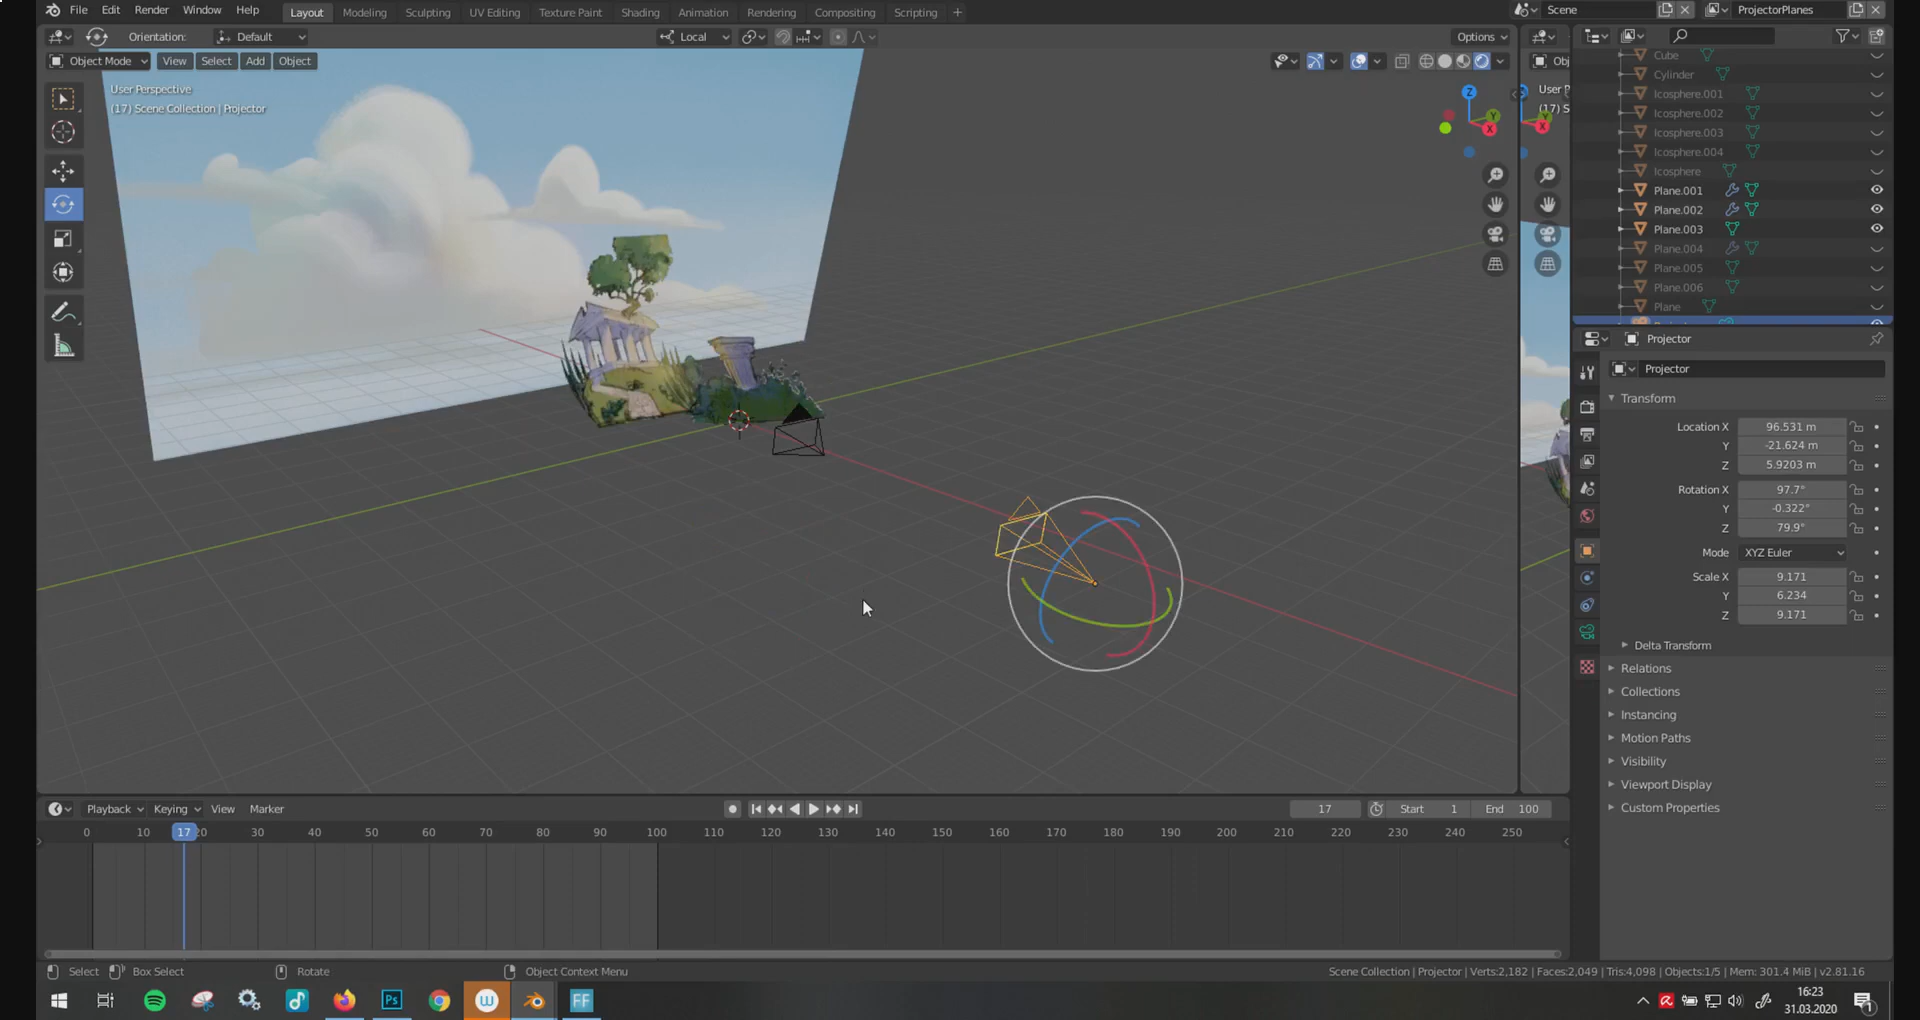 File Edit Render Window Help Layout Modeling Sculpting UV Editing Texture Paint Shading Animation Rendering Compositing Scripting + Scene ProjectorPlanes
Orientation: Default Local Options
Object Mode View Select Add Object Obj
User Perspective
(17) Scene Collection | Projector
User P
(17) S
Z
Y
X
Y
X
Cube
Cylinder
Icosphere.001
Icosphere.002
Icosphere.003
Icosphere.004
Icosphere
Plane.001
Plane.002
Plane.003
Plane.004
Plane.005
Plane.006
Plane
Projector
Projector
Transform
Location X 96.531 m
Y -21.624 m
Z 5.9203 m
Rotation X 97.7°
Y -0.322°
Z 79.9°
Mode XYZ Euler
Scale X 9.171
Y 6.234
Z 9.171
Delta Transform
Relations
Collections
Instancing
Motion Paths
Visibility
Viewport Display
Custom Properties
Playback Keying View Marker 17 Start 1 End 100
0 10 17 20 30 40 50 60 70 80 90 100 110 120 130 140 150 160 170 180 190 200 210 220 230 240 250
Select Box Select Rotate Object Context Menu Scene Collection | Projector | Verts:2,182 | Faces:2,049 | Tris:4,098 | Objects:1/5 | Mem: 301.4 MiB | v2.81.16
Ps W FF 16:23
31.03.2020 1